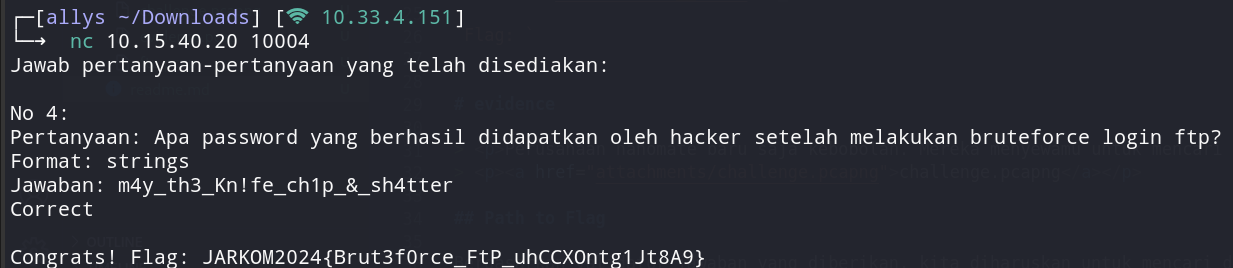 [allys ~/Downloads] [ 10.33.4.151]
nc 10.15.40.20 10004
Jawab pertanyaan-pertanyaan yang telah disediakan:
No 4:
Pertanyaan: Apa password yang berhasil didapatkan oleh hacker setelah melakukan bruteforce login ftp?
Format: strings
Jawaban: m4y_th3_Kn!fe_ch1p_&_sh4tter
Correct
Congrats! Flag: JARKOM2024{Brut3f0rce_FtP_uhCCXOntg1Jt8A9}